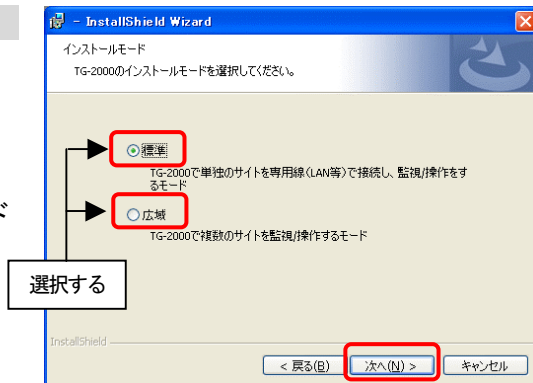 - InstallShield Wizard
インストールモード
TG-2000のインストールモードを選択してください。
標準
TG-2000で単独のサイトを専用線(LAN等)で接続し、監視/操作をす
るモード
ド
広域
TG-2000で複数のサイトを監視/操作するモード
選択する
InstallShield
< 戻る(B)
次へ(N) >
キャンセル